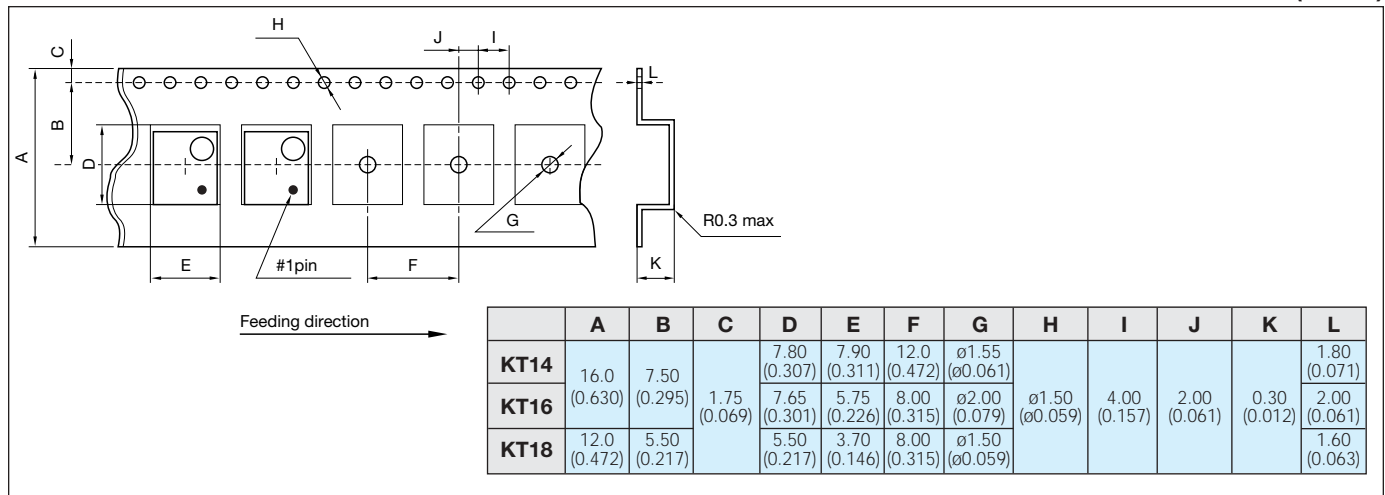 H
J I
C
L
B
A
D
G
R0.3 max
E
#1pin
F
K
Feeding direction
A B C D E F G H I J K L
KT14 16.0 (0.630) 7.50 (0.295) 1.75 (0.069) 7.80 (0.307) 7.90 (0.311) 12.0 (0.472) ø1.55 (ø0.061) ø1.50 (ø0.059) 4.00 (0.157) 2.00 (0.061) 0.30 (0.012) 1.80 (0.071)
KT16 7.65 (0.301) 5.75 (0.226) 8.00 (0.315) ø2.00 (0.079) 2.00 (0.061)
KT18 12.0 (0.472) 5.50 (0.217) 5.50 (0.217) 3.70 (0.146) 8.00 (0.315) ø1.50 (ø0.059) 1.60 (0.063)